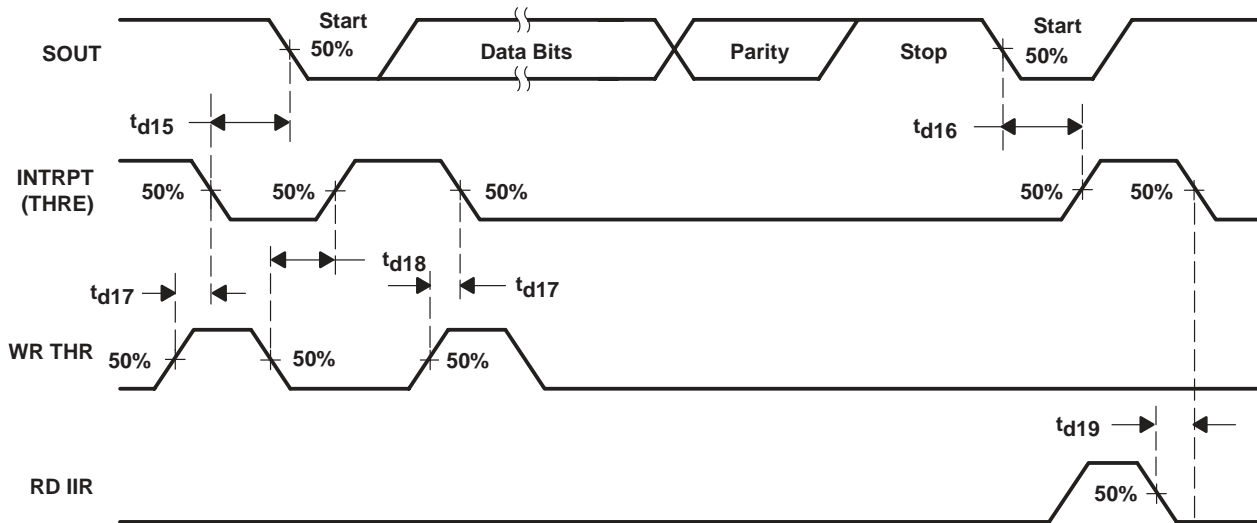 Start
SOUT
50%
Data Bits
Parity
Stop
Start
50%
td15
td16
INTRPT
(THRE)
50%
50%
50%
50%
50%
td18
td17
td17
WR THR
50%
50%
50%
td19
RD IIR
50%